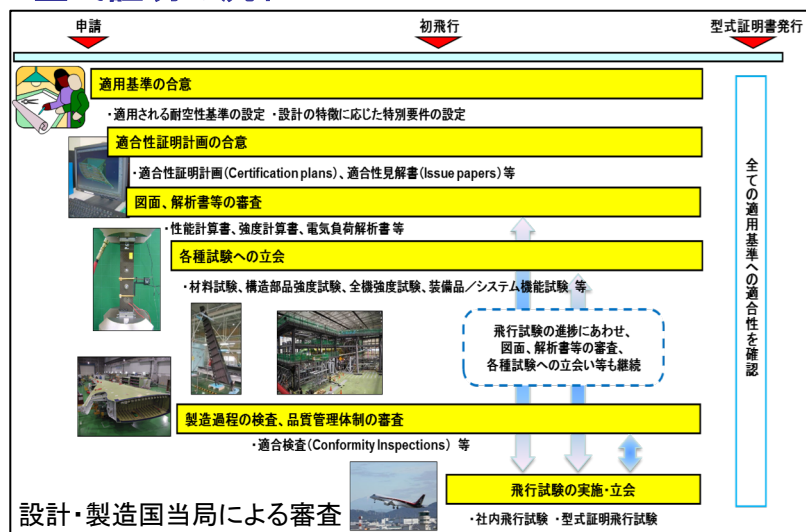 申請
初飛行
型式証明書発行
適用基準の合意
・適用される耐空性基準の設定 ・設計の特徴に応じた特別要件の設定
適合性証明計画の合意
・適合性証明計画(Certification plans)、適合性見解書(Issue papers)等
図面、解析書等の審査
・性能計算書、強度計算書、電気負荷解析書 等
各種試験への立会
・材料試験、構造部品強度試験、全機強度試験、装備品/システム機能試験 等
飛行試験の進捗にあわせ、
図面、解析書等の審査、
各種試験への立会い等も継続
製造過程の検査、品質管理体制の審査
・適合検査(Conformity Inspections) 等
飛行試験の実施・立会
・社内飛行試験 ・型式証明飛行試験
設計・製造国当局による審査
全ての適用基準への適合性を確認